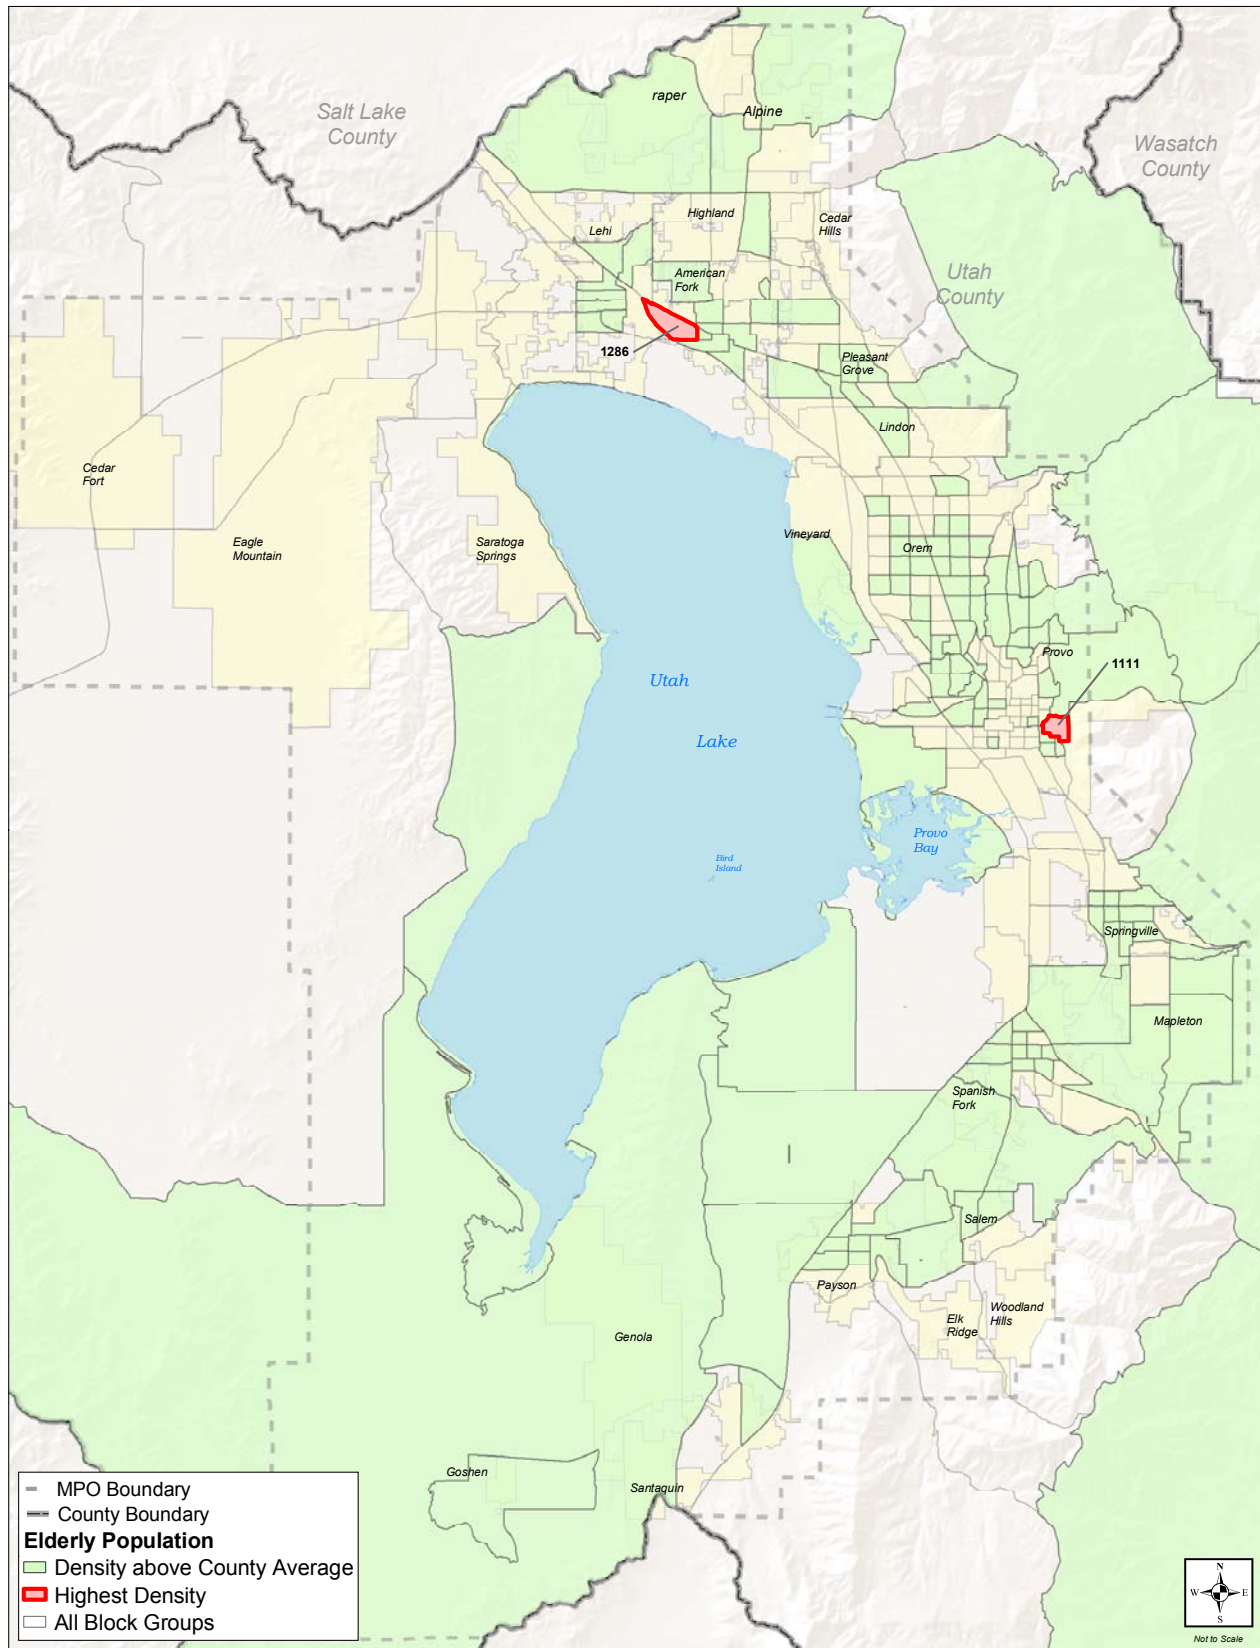 raper
Alpine
Salt Lake
County
Wasatch
County
Highland
Cedar
Hills
Lehi
American
Fork
Utah
County
1286
Pleasant
Grove
Lindon
Cedar
Fort
Eagle
Mountain
Saratoga
Springs
Vineyard
Orem
Provo
1111
Utah
Lake
Provo
Bay
Bird
Island
Springville
Mapleton
Spanish
Fork
Salem
Payson
Elk
Ridge
Woodland
Hills
Genola
Goshen
Santaquin
MPO Boundary
County Boundary
Elderly Population
Density above County Average
Highest Density
All Block Groups
N
W E
S
Not to Scale